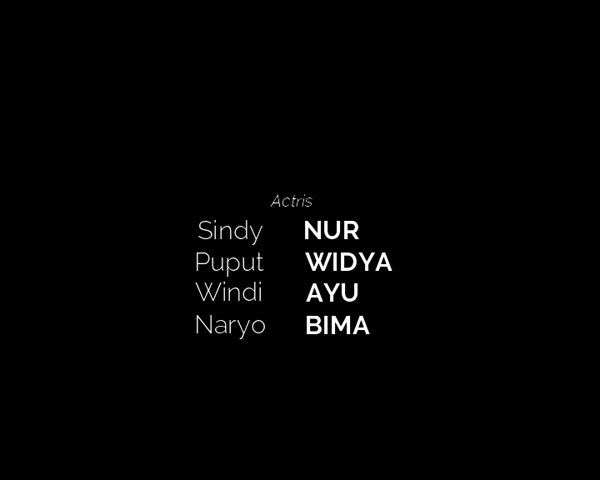 Actris
Sindy NUR
Puput WIDYA
Windi AYU
Naryo BIMA